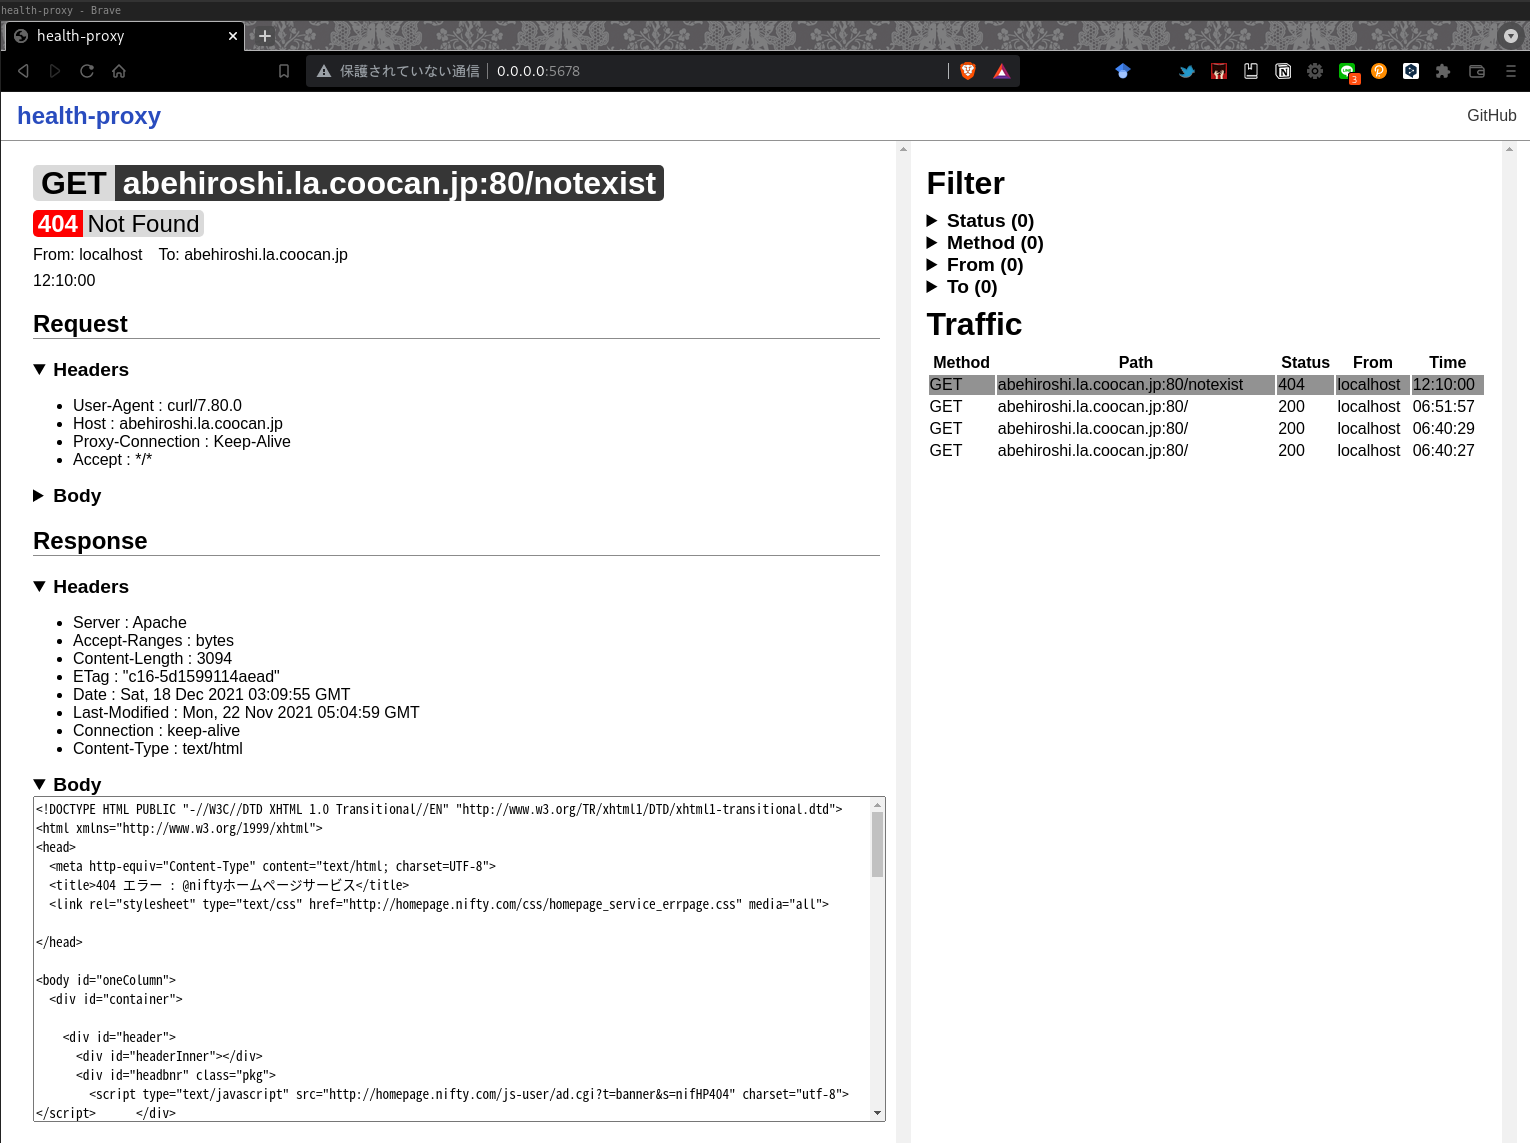 health-proxy - Brave
health-proxy
保護されていない通信 0.0.0.0:5678
3
health-proxy
GitHub
GET abehiroshi.la.coocan.jp:80/notexist
404 Not Found
From: localhost To: abehiroshi.la.coocan.jp
12:10:00
Request
Headers
User-Agent : curl/7.80.0
Host : abehiroshi.la.coocan.jp
Proxy-Connection : Keep-Alive
Accept : */*
Body
Response
Headers
Server : Apache
Accept-Ranges : bytes
Content-Length : 3094
ETag : "c16-5d1599114aead"
Date : Sat, 18 Dec 2021 03:09:55 GMT
Last-Modified : Mon, 22 Nov 2021 05:04:59 GMT
Connection : keep-alive
Content-Type : text/html
Body
<!DOCTYPE HTML PUBLIC "-//W3C//DTD XHTML 1.0 Transitional//EN" "http://www.w3.org/TR/xhtml1/DTD/xhtml1-transitional.dtd">
<html xmlns="http://www.w3.org/1999/xhtml">
<head>
<meta http-equiv="Content-Type" content="text/html; charset=UTF-8">
<title>404 エラー : @niftyホームページサービス</title>
<link rel="stylesheet" type="text/css" href="http://homepage.nifty.com/css/homepage_service_errpage.css" media="all">
</head>
<body id="oneColumn">
<div id="container">
<div id="header">
<div id="headerInner"></div>
<div id="headbnr" class="pkg">
<script type="text/javascript" src="http://homepage.nifty.com/js-user/ad.cgi?t=banner&s=nifHP404" charset="utf-8">
</script> </div>
Filter
Status (0)
Method (0)
From (0)
To (0)
Traffic
Method Path Status From Time
GET abehiroshi.la.coocan.jp:80/notexist 404 localhost 12:10:00
GET abehiroshi.la.coocan.jp:80/ 200 localhost 06:51:57
GET abehiroshi.la.coocan.jp:80/ 200 localhost 06:40:29
GET abehiroshi.la.coocan.jp:80/ 200 localhost 06:40:27